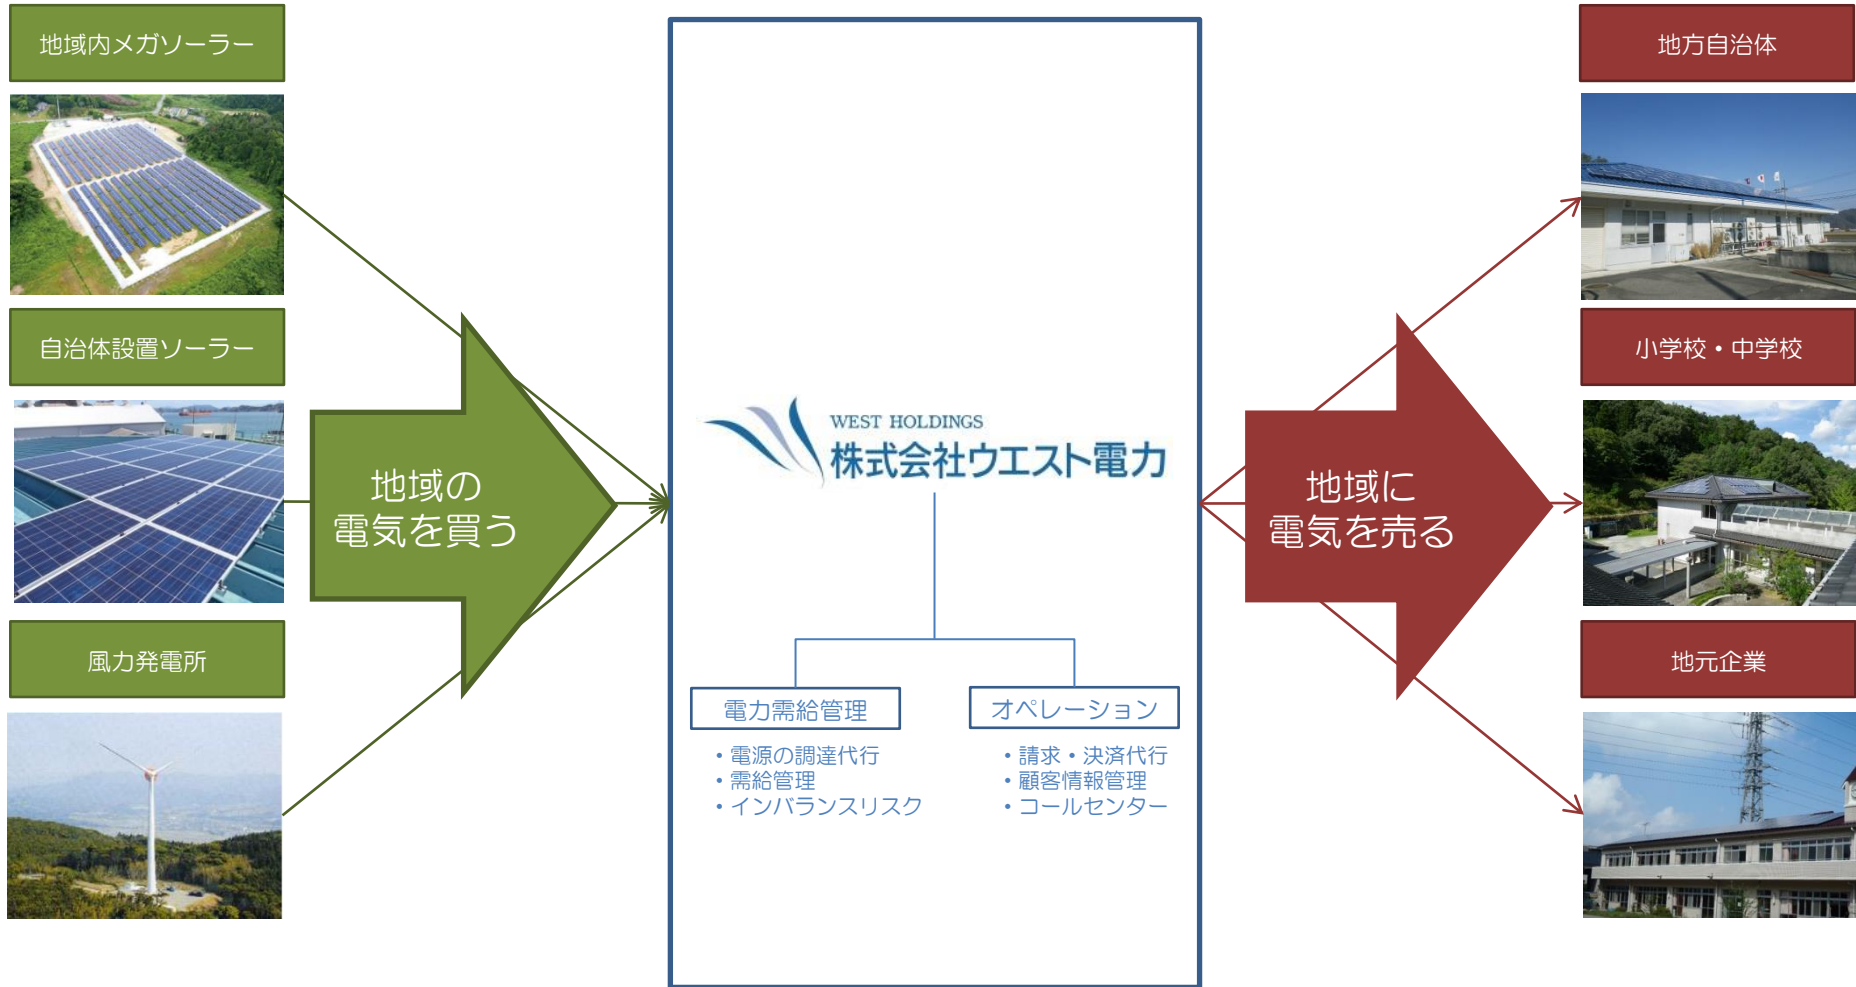 地域内メガソーラー
自治体設置ソーラー
風力発電所
地域の
電気を買う
WEST HOLDINGS
株式会社ウエスト電力
電力需給管理
・電源の調達代行
・需給管理
・インバランスリスク
オペレーション
・請求・決済代行
・顧客情報管理
・コールセンター
地域に
電気を売る
地方自治体
小学校・中学校
地元企業